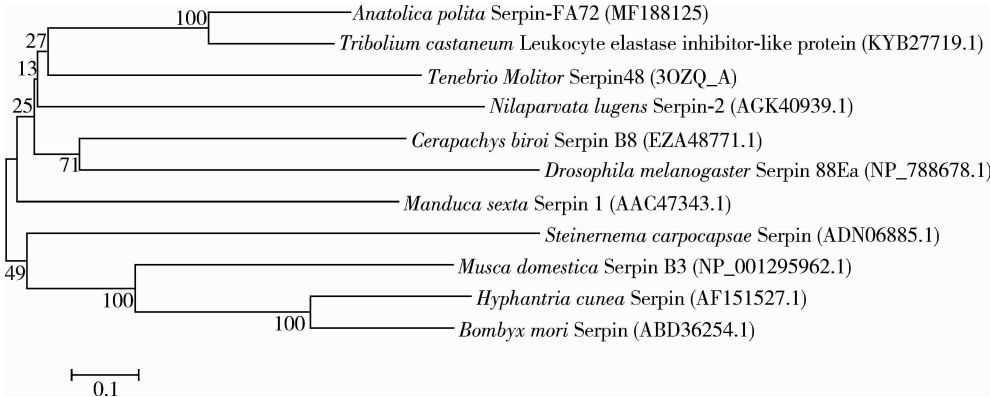 100 Anatolica polita Serpin-FA72 (MF188125)
27 Tribolium castaneum Leukocyte elastase inhibitor-like protein (KYB27719.1)
13 Tenebrio Molitor Serpin48 (3OZQ_A)
25 Nilaparvata lugens Serpin-2 (AGK40939.1)
Cerapachys biroi Serpin B8 (EZA48771.1)
71 Drosophila melanogaster Serpin 88Ea (NP_788678.1)
Manduca sexta Serpin 1 (AAC47343.1)
Steinernema carpocapsae Serpin (ADN06885.1)
49 Musca domestica Serpin B3 (NP_001295962.1)
100 Hyphantria cunea Serpin (AF151527.1)
100 Bombyx mori Serpin (ABD36254.1)
0.1